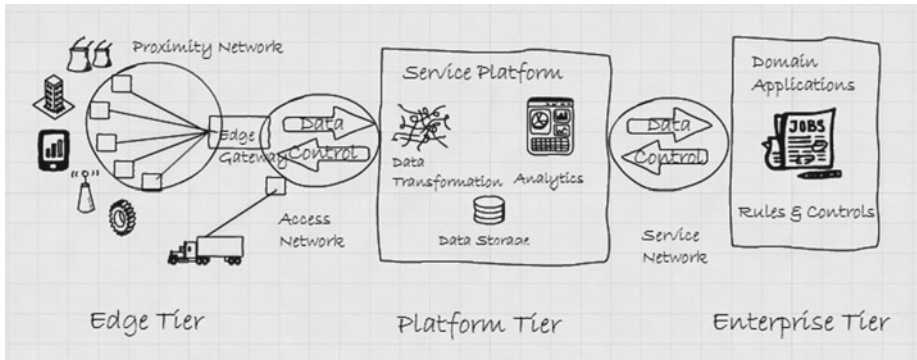 Proximity Network
Edge
Gateway
Data
Control
Access
Network
Service Platform
Data
Transformation
Analytics
Data Storage
Data
Control
Service
Network
Domain
Applications
JOBS
Rules & Controls
Edge Tier
Platform Tier
Enterprise Tier